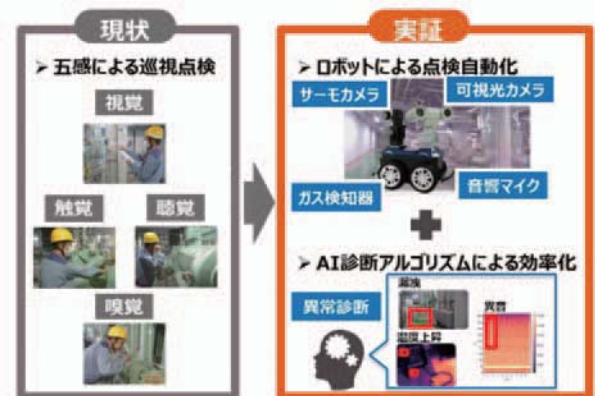 現状
➢ 五感による巡視点検
視覚
触覚
聴覚
嗅覚
実証
➢ ロボットによる点検自動化
サーモカメラ
可視光カメラ
ガス検知器
音響マイク
➢ AI診断アルゴリズムによる効率化
異常診断
漏洩
温度上昇
異音